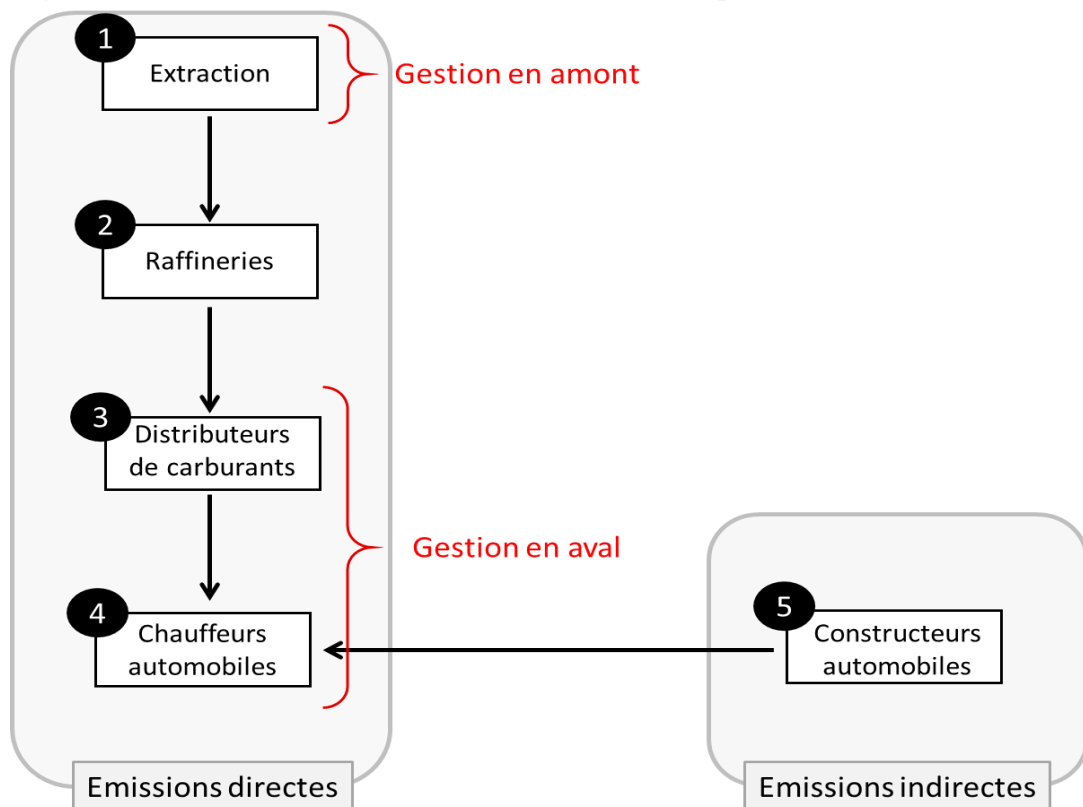 1
Extraction
Gestion en amont
2
Raffineries
3
Distributeurs
de carburants
Gestion en aval
4
Chauffeurs
automobiles
5
Constructeurs
automobiles
Emissions directes
Emissions indirectes